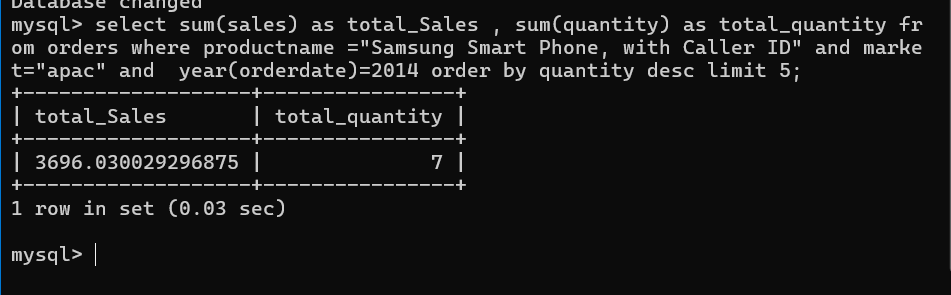 Database changed
mysql> select sum(sales) as total_Sales , sum(quantity) as total_quantity fr
om orders where productname ="Samsung Smart Phone, with Caller ID" and marke
t="apac" and  year(orderdate)=2014 order by quantity desc limit 5;
+-------------------+----------------+
| total_Sales       | total_quantity |
+-------------------+----------------+
| 3696.030029296875 |              7 |
+-------------------+----------------+
1 row in set (0.03 sec)
mysql>